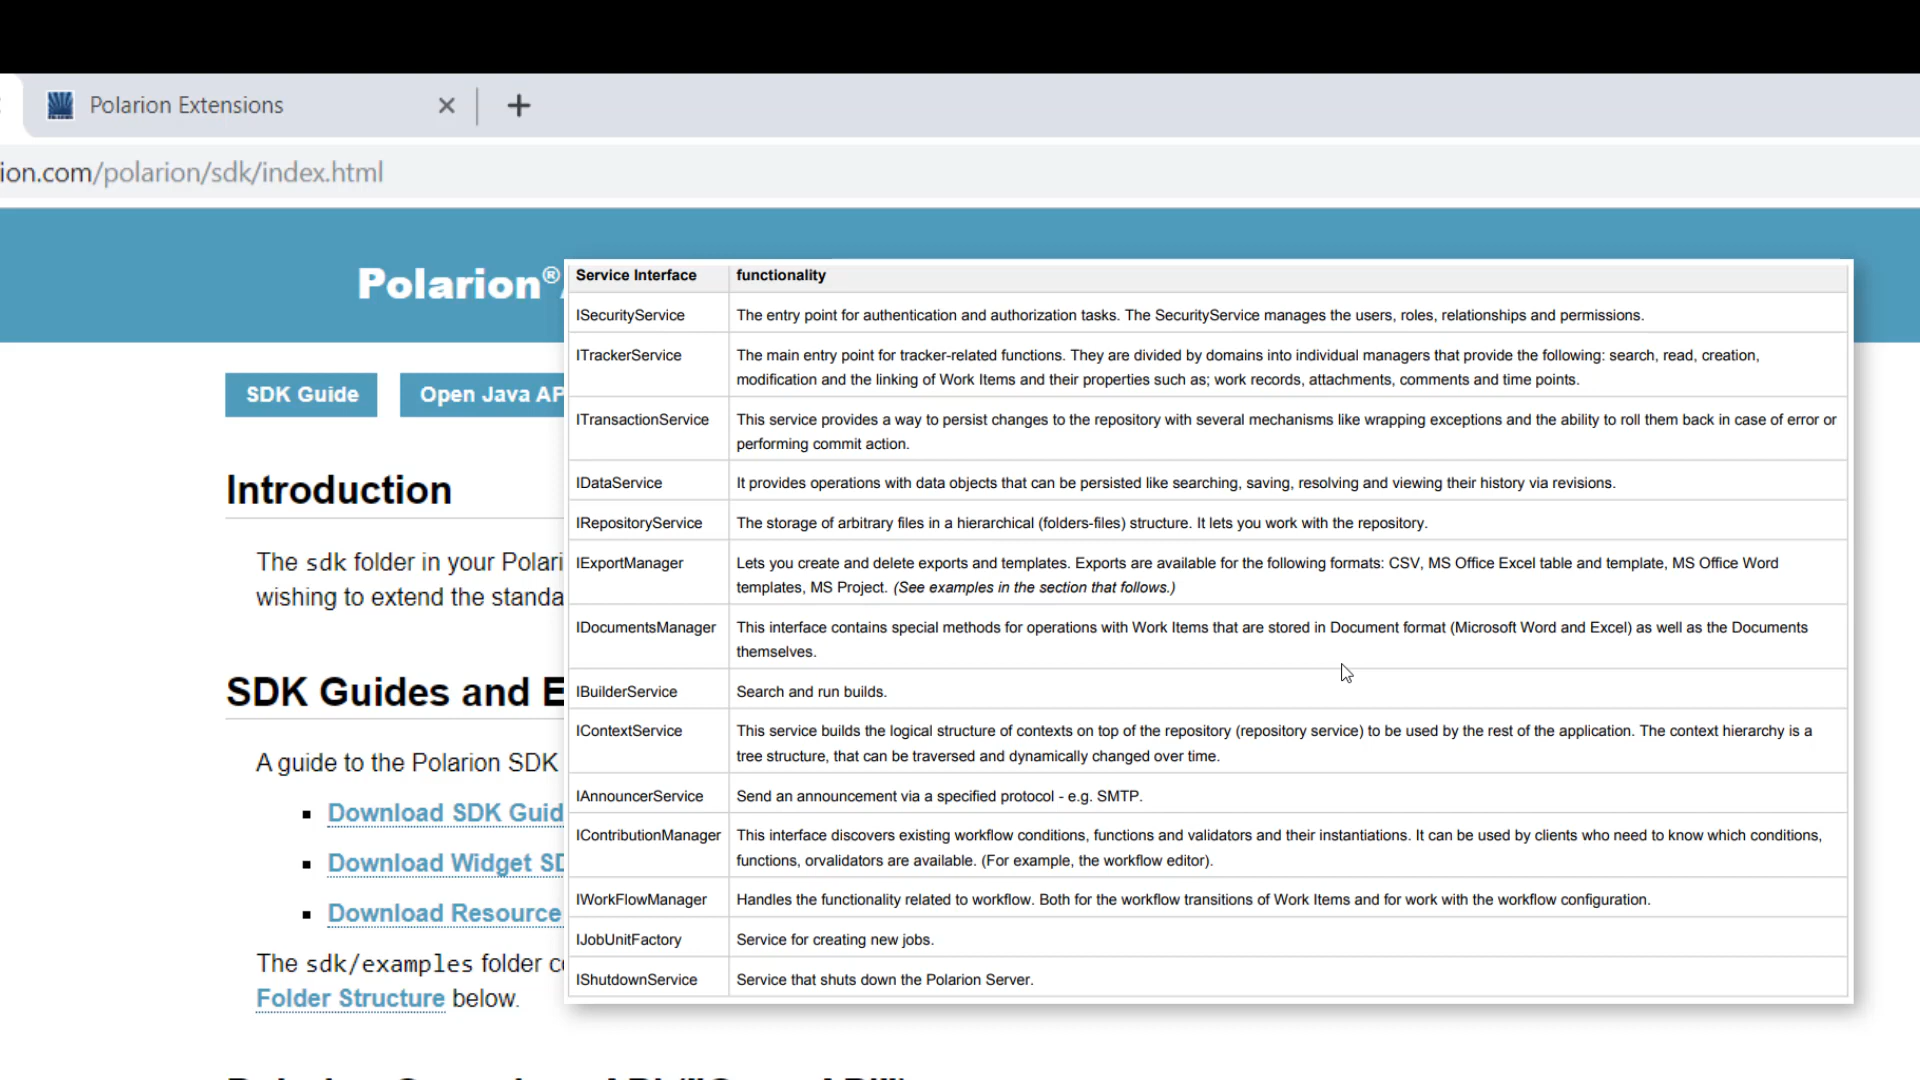 Polarion Extensions
ion.com/polarion/sdk/index.html
Polarion®
SDK Guide
Open Java AP
Introduction
The sdk folder in your Polari
wishing to extend the standa
SDK Guides and E
A guide to the Polarion SDK
Download SDK Guid
Download Widget SD
Download Resource
The sdk/examples folder co
Folder Structure below.
Service Interface functionality
ISecurityService The entry point for authentication and authorization tasks. The SecurityService manages the users, roles, relationships and permissions.
ITrackerService The main entry point for tracker-related functions. They are divided by domains into individual managers that provide the following: search, read, creation,
modification and the linking of Work Items and their properties such as; work records, attachments, comments and time points.
ITransactionService This service provides a way to persist changes to the repository with several mechanisms like wrapping exceptions and the ability to roll them back in case of error or
performing commit action.
IDataService It provides operations with data objects that can be persisted like searching, saving, resolving and viewing their history via revisions.
IRepositoryService The storage of arbitrary files in a hierarchical (folders-files) structure. It lets you work with the repository.
IExportManager Lets you create and delete exports and templates. Exports are available for the following formats: CSV, MS Office Excel table and template, MS Office Word
templates, MS Project. (See examples in the section that follows.)
IDocumentsManager This interface contains special methods for operations with Work Items that are stored in Document format (Microsoft Word and Excel) as well as the Documents
themselves.
IBuilderService Search and run builds.
IContextService This service builds the logical structure of contexts on top of the repository (repository service) to be used by the rest of the application. The context hierarchy is a
tree structure, that can be traversed and dynamically changed over time.
IAnnouncerService Send an announcement via a specified protocol - e.g. SMTP.
IContributionManager This interface discovers existing workflow conditions, functions and validators and their instantiations. It can be used by clients who need to know which conditions,
functions, orvalidators are available. (For example, the workflow editor).
IWorkFlowManager Handles the functionality related to workflow. Both for the workflow transitions of Work Items and for work with the workflow configuration.
IJobUnitFactory Service for creating new jobs.
IShutdownService Service that shuts down the Polarion Server.